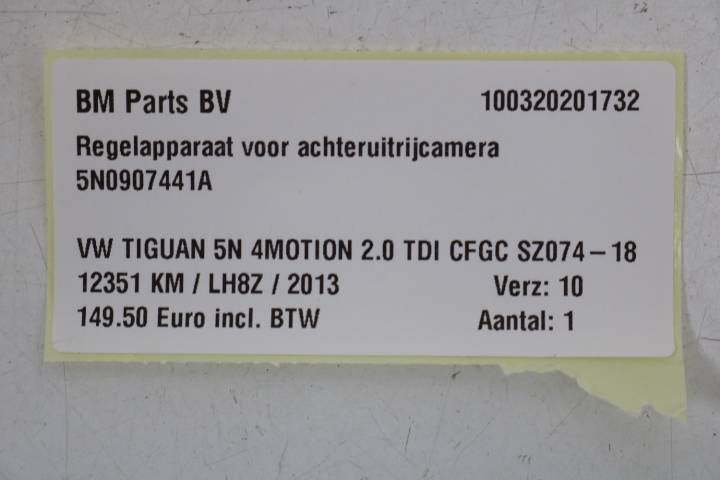 BM Parts BV 100320201732
Regelapparaat voor achteruitrijcamera
5N0907441A
VW TIGUAN 5N 4MOTION 2.0 TDI CFGC SZ074-18
12351 KM / LH8Z / 2013 Verz: 10
149.50 Euro incl. BTW Aantal: 1